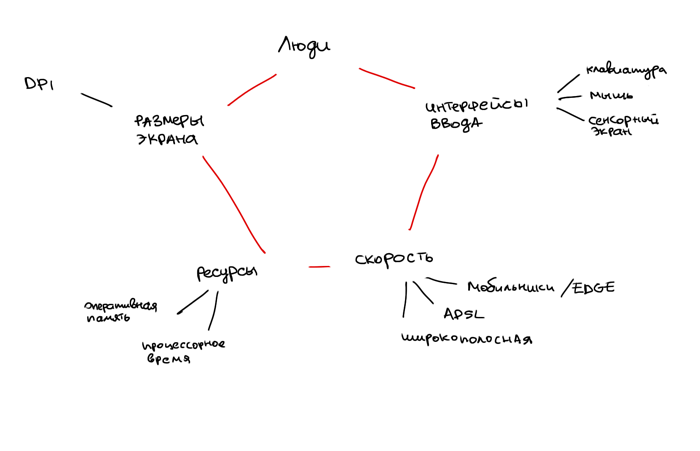 Люди
DPI
РАЗМЕРЫ
ЭКРАНА
ИНТЕРФЕЙСЫ
ВВОДА
клавиатура
мышь
сенсорный
экран
Ресурсы
оперативная
память
процессорное
время
СКОРОСТЬ
мобильники /EDGE
ADSL
широкополосная